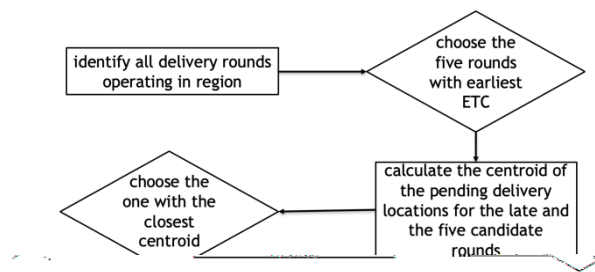 identify all delivery rounds
operating in region
choose the
five rounds
with earliest
ETC
calculate the centroid of
the pending delivery
locations for the late and
the five candidate
rounds
choose the
one with the
closest
centroid